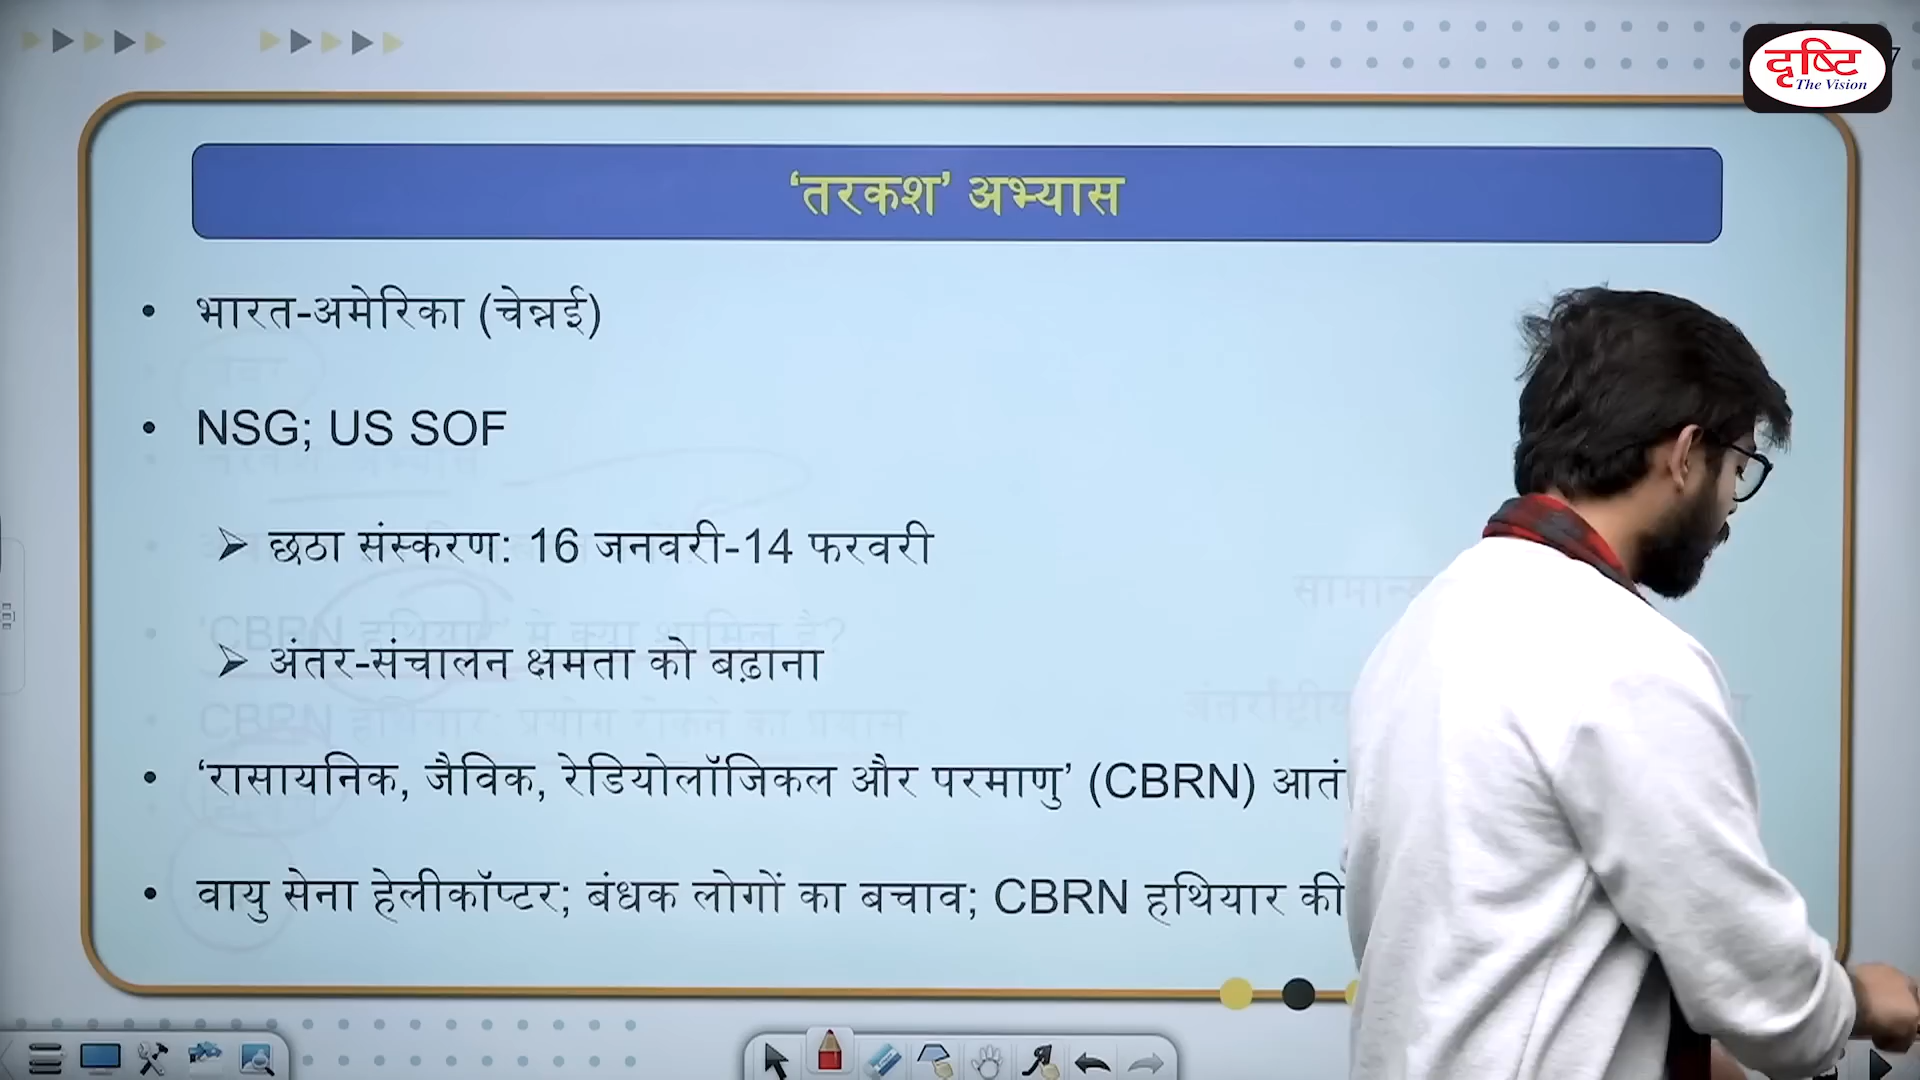 दृष्टि
The Vision
7
‘तरकश’ अभ्यास
• भारत-अमेरिका (चेन्नई)
• NSG; US SOF
➢ छठा संस्करण: 16 जनवरी-14 फरवरी
➢ अंतर-संचालन क्षमता को बढ़ाना
• ‘रासायनिक, जैविक, रेडियोलॉजिकल और परमाणु’ (CBRN)
• वायु सेना हेलीकॉप्टर; बंधक लोगों का बचाव; CBRN हथियार की